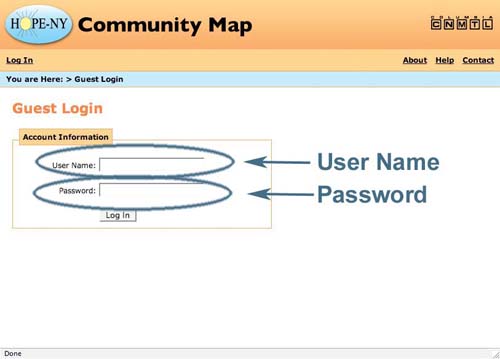 HOPE-NY Community Map
CNMTL
Log In About Help Contact
You are Here: > Guest Login
Guest Login
Account Information
User Name:
User Name
Password:
Password
Log In
Done